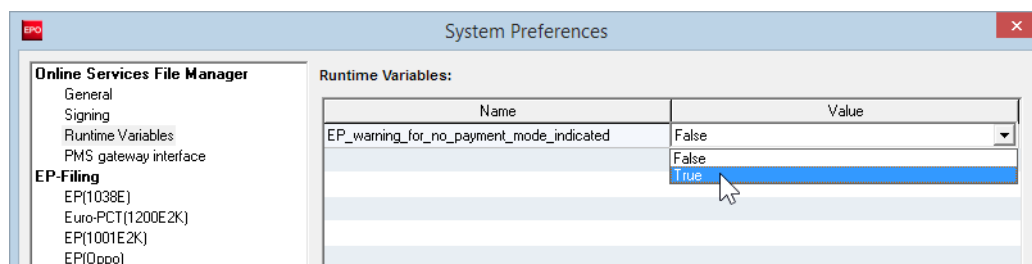 EPO
System Preferences
Online Services File Manager
General
Signing
Runtime Variables
PMS gateway interface
EP-Filing
EP(1038E)
Euro-PCT(1200E2K)
EP(1001E2K)
EP(Oppo)
Runtime Variables:
Name Value
EP_warning_for_no_payment_mode_indicated False
False
True